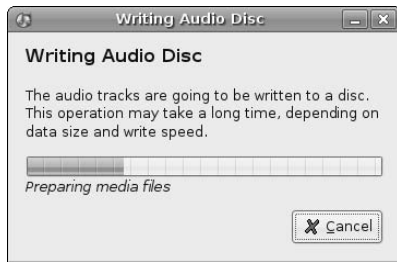 Writing Audio Disc
Writing Audio Disc
The audio tracks are going to be written to a disc.
This operation may take a long time, depending on
data size and write speed.
Preparing media files
Cancel